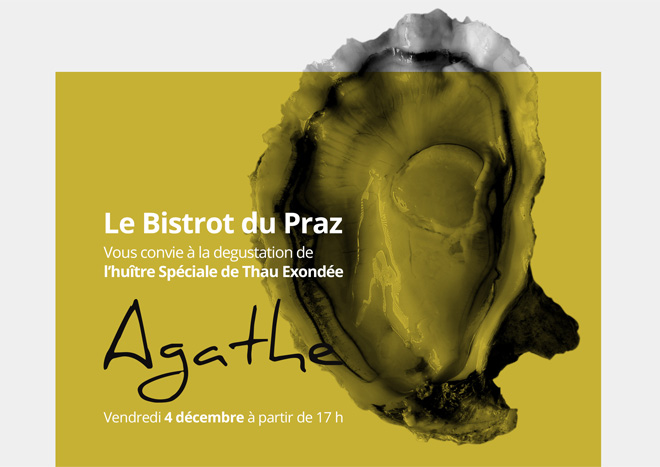 Le Bistrot du Praz
Vous convie à la degustation de
l'huître Spéciale de Thau Exondée
Agathe
Vendredi 4 décembre à partir de 17 h